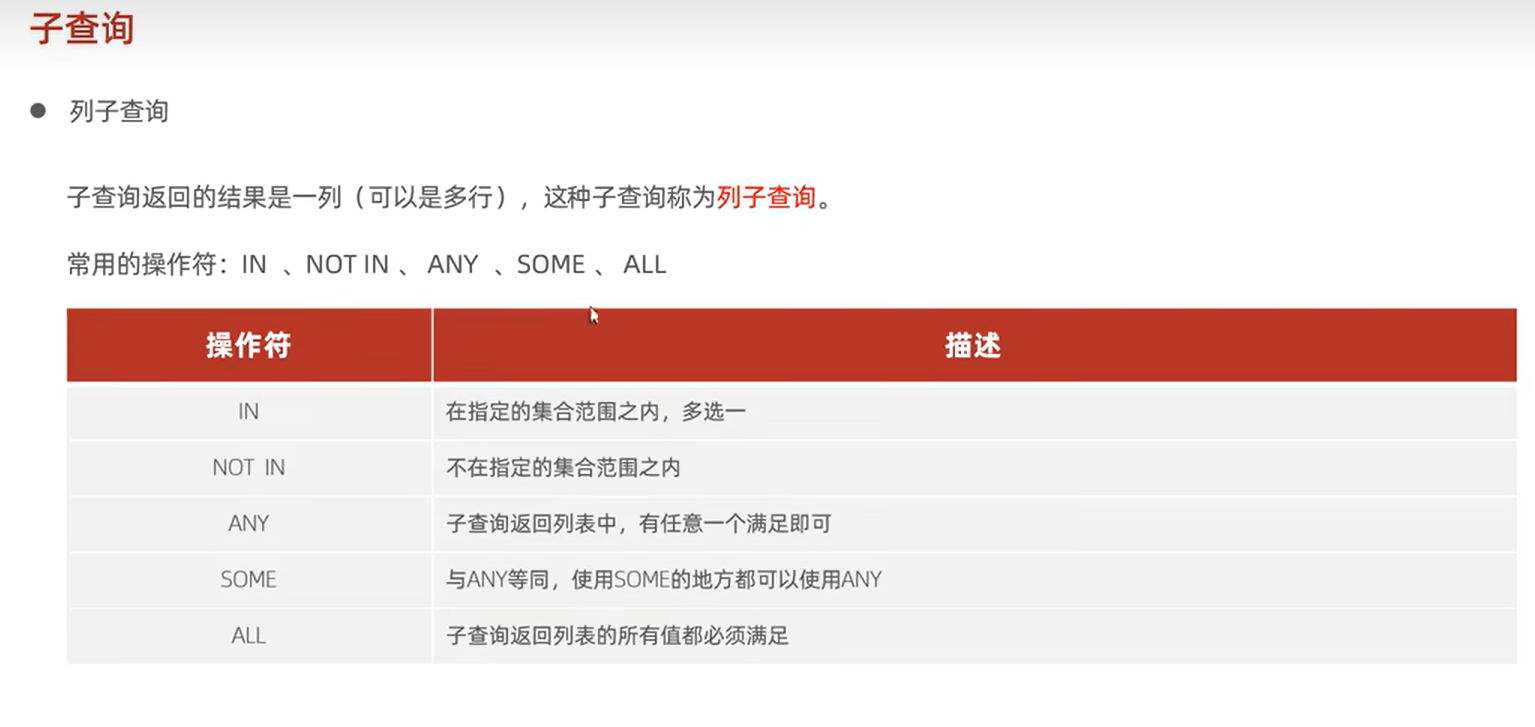 子查询
列子查询
子查询返回的结果是一列（可以是多行），这种子查询称为列子查询。
常用的操作符：IN 、NOT IN 、 ANY 、SOME 、 ALL
操作符 描述
IN 在指定的集合范围之内，多选一
NOT IN 不在指定的集合范围之内
ANY 子查询返回列表中，有任意一个满足即可
SOME 与ANY等同，使用SOME的地方都可以使用ANY
ALL 子查询返回列表的所有值都必须满足